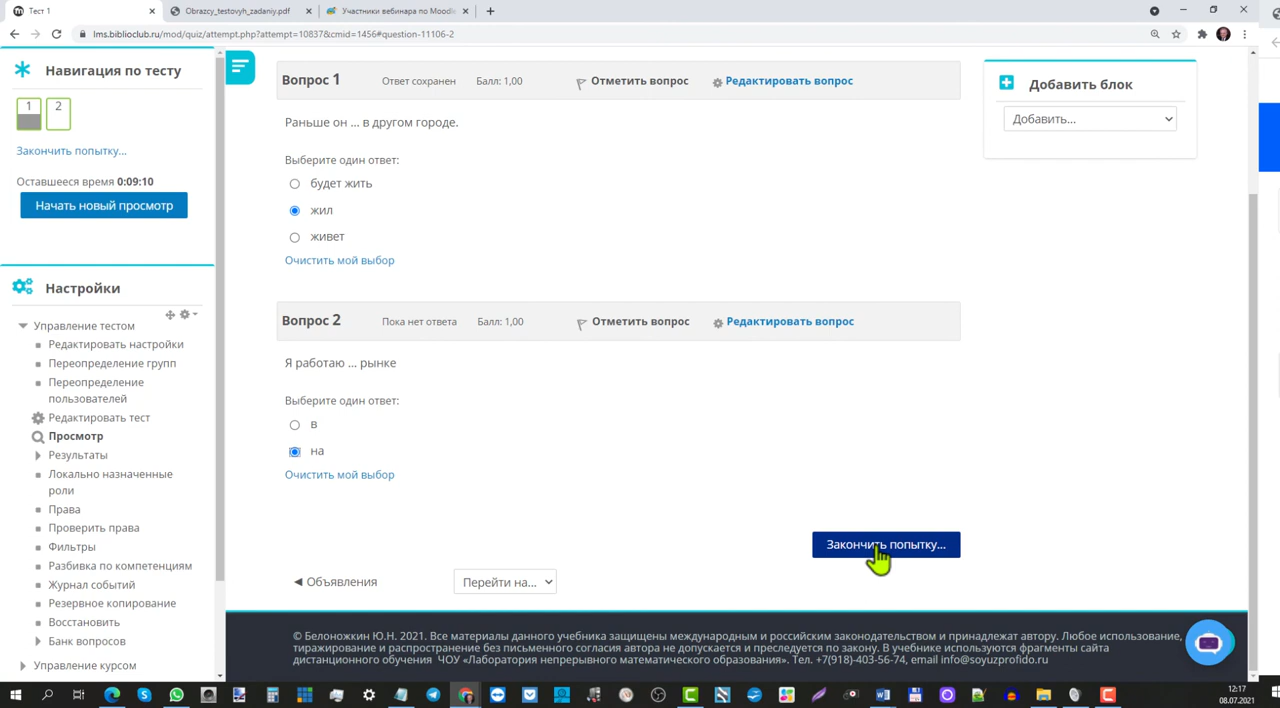 Тест 1
Obrazcy_testovyh_zadaniy.pdf
Участники вебинара по Moodl
lms.biblioclub.ru/mod/quiz/attempt.php?attempt=10837&cmid=1456#question-11106-2
Навигация по тесту
1 2
Закончить попытку...
Оставшееся время 0:09:10
Начать новый просмотр
Настройки
Управление тестом
Редактировать настройки
Переопределение групп
Переопределение
пользователей
Редактировать тест
Просмотр
Результаты
Локально назначенные
роли
Права
Проверить права
Фильтры
Разбивка по компетенциям
Журнал событий
Резервное копирование
Восстановить
Банк вопросов
Управление курсом
Вопрос 1 Ответ сохранен Балл: 1,00 Отметить вопрос Редактировать вопрос
Раньше он ... в другом городе.
Выберите один ответ:
будет жить
жил
живет
Очистить мой выбор
Вопрос 2 Пока нет ответа Балл: 1,00 Отметить вопрос Редактировать вопрос
Я работаю ... рынке
Выберите один ответ:
в
на
Очистить мой выбор
Закончить попытку...
◄ Объявления Перейти на...
Добавить блок
Добавить...
© Белоножкин Ю.Н. 2021. Все материалы данного учебника защищены международным и российским законодательством и принадлежат автору. Любое использование,
тиражирование и распространение без письменного согласия автора не допускается и преследуется по закону. В учебнике используются фрагменты сайта
дистанционного обучения ЧОУ «Лаборатория непрерывного математического образования». Тел. +7(918)-403-56-74, email info@soyuzprofido.ru
12:17
08.07.2021